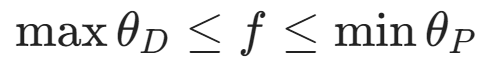 max θ_D ≤ f ≤ min θ_P